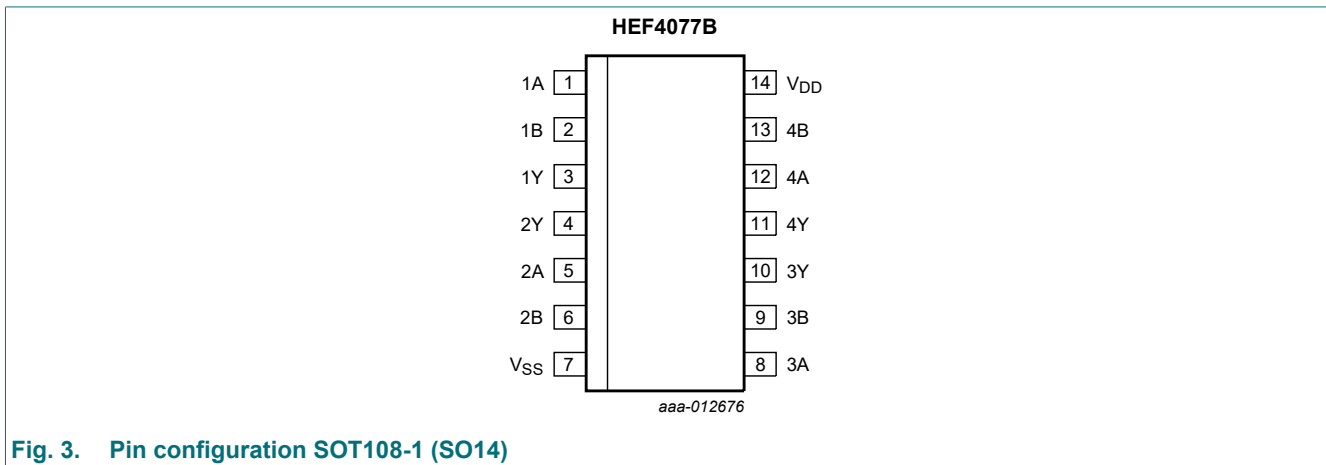 HEF4077B
1A 1 14 VDD
1B 2 13 4B
1Y 3 12 4A
2Y 4 11 4Y
2A 5 10 3Y
2B 6 9 3B
VSS 7 8 3A
aaa-012676
Fig. 3. Pin configuration SOT108-1 (SO14)